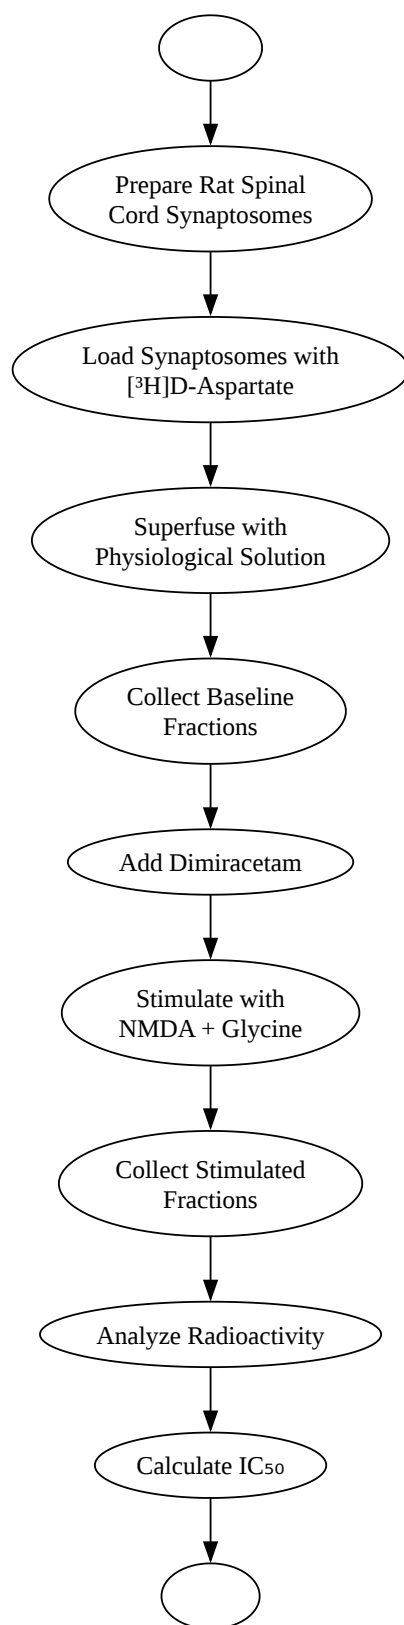 Prepare Rat Spinal
Cord Synaptosomes
Load Synaptosomes with
[³H]D-Aspartate
Superfuse with
Physiological Solution
Collect Baseline
Fractions
Add Dimiracetam
Stimulate with
NMDA + Glycine
Collect Stimulated
Fractions
Analyze Radioactivity
Calculate IC₅₀